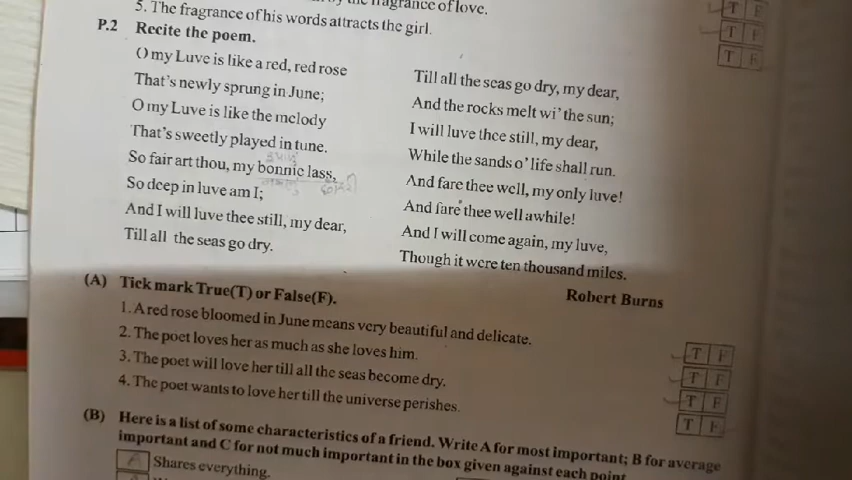 fragrance of love.
5. The fragrance of his words attracts the girl.
T F
T F
T F
P.2 Recite the poem.
O my Luve is like a red, red rose
That's newly sprung in June;
O my Luve is like the melody
That's sweetly played in tune.
So fair art thou, my bonnie lass,
So deep in luve am I;
And I will luve thee still, my dear,
Till all the seas go dry.
Till all the seas go dry, my dear,
And the rocks melt wi' the sun;
I will luve thee still, my dear,
While the sands o' life shall run.
And fare thee well, my only luve!
And fare thee well awhile!
And I will come again, my luve,
Though it were ten thousand miles.
Robert Burns
(A) Tick mark True(T) or False(F).
1. A red rose bloomed in June means very beautiful and delicate. T F
2. The poet loves her as much as she loves him. T F
3. The poet will love her till all the seas become dry. T F
4. The poet wants to love her till the universe perishes. T F
(B) Here is a list of some characteristics of a friend. Write A for most important; B for average
important and C for not much important in the box given against each point
A Shares everything.